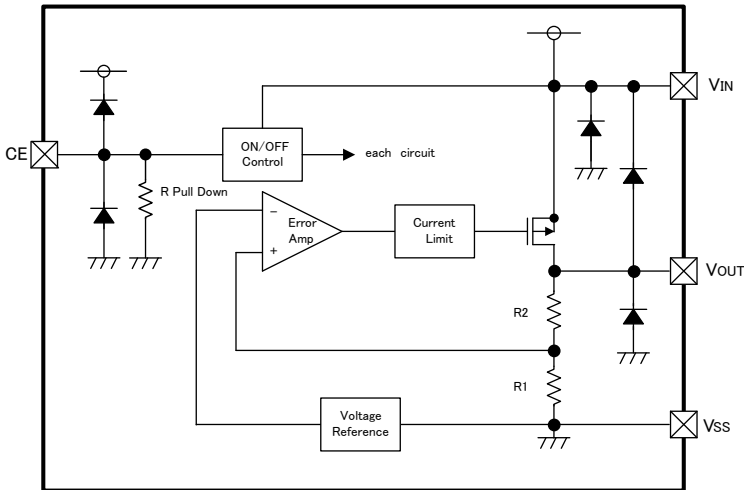 VIN
CE
ON/OFF
Control
each circuit
R Pull Down
−
Error
Amp
+
Current
Limit
VOUT
R2
R1
Voltage
Reference
VSS